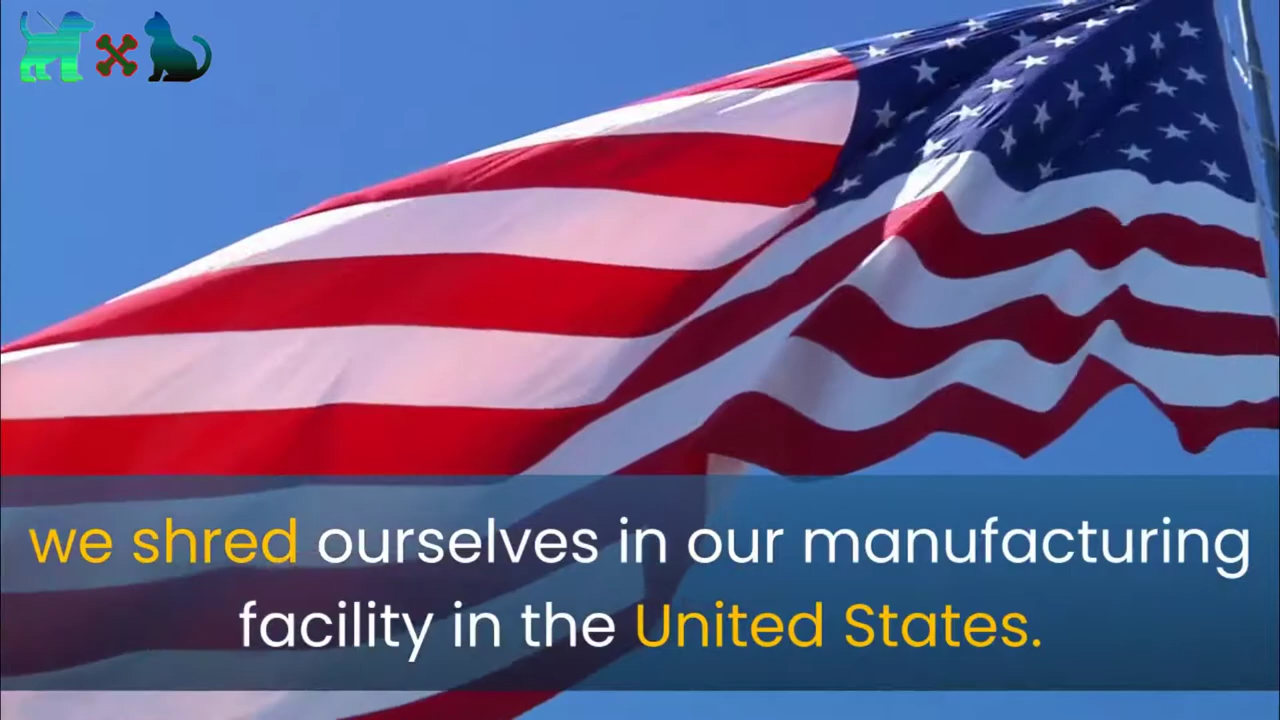 we shred ourselves in our manufacturing
facility in the United States.